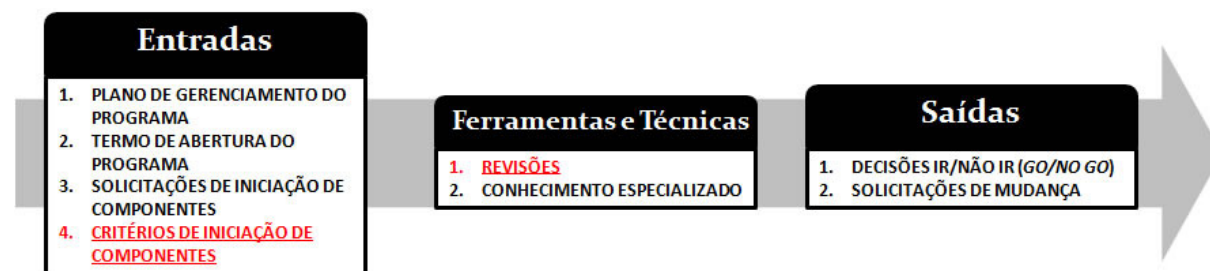 Entradas
1. PLANO DE GERENCIAMENTO DO
PROGRAMA
2. TERMO DE ABERTURA DO
PROGRAMA
3. SOLICITAÇÕES DE INICIAÇÃO DE
COMPONENTES
4. CRITÉRIOS DE INICIAÇÃO DE
COMPONENTES
Ferramentas e Técnicas
1. REVISÕES
2. CONHECIMENTO ESPECIALIZADO
Saídas
1. DECISÕES IR/NÃO IR (GO/NO GO)
2. SOLICITAÇÕES DE MUDANÇA